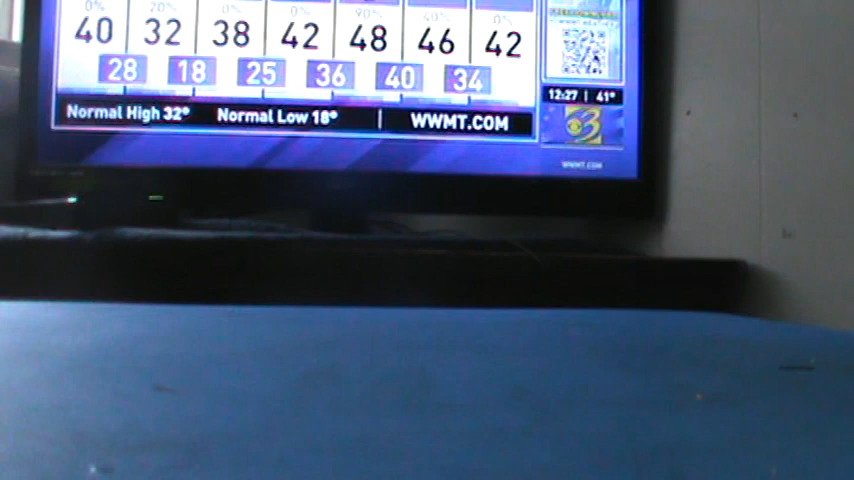 0% 20% 0% 0% 90% 40% 0%
40 32 38 42 48 46 42
28 18 25 36 40 34
Normal High 32° Normal Low 18° | WWMT.COM
12:27 | 41°
3
WWMT.COM